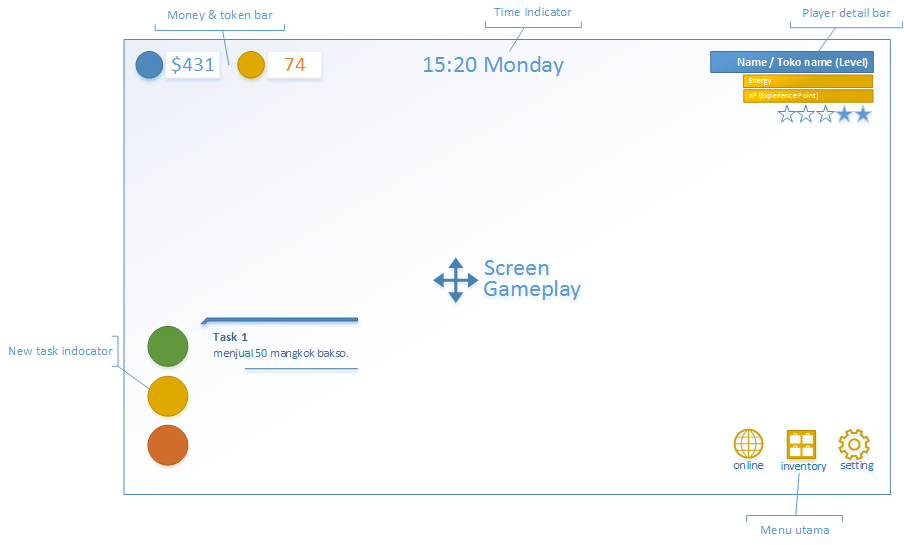 Money & token bar
Time indicator
Player detail bar
$431
74
15:20 Monday
Name / Toko name (Level)
Energy
XP (Experience Point)
Screen
Gameplay
Task 1
menjual 50 mangkok bakso.
New task indocator
online
inventory
setting
Menu utama